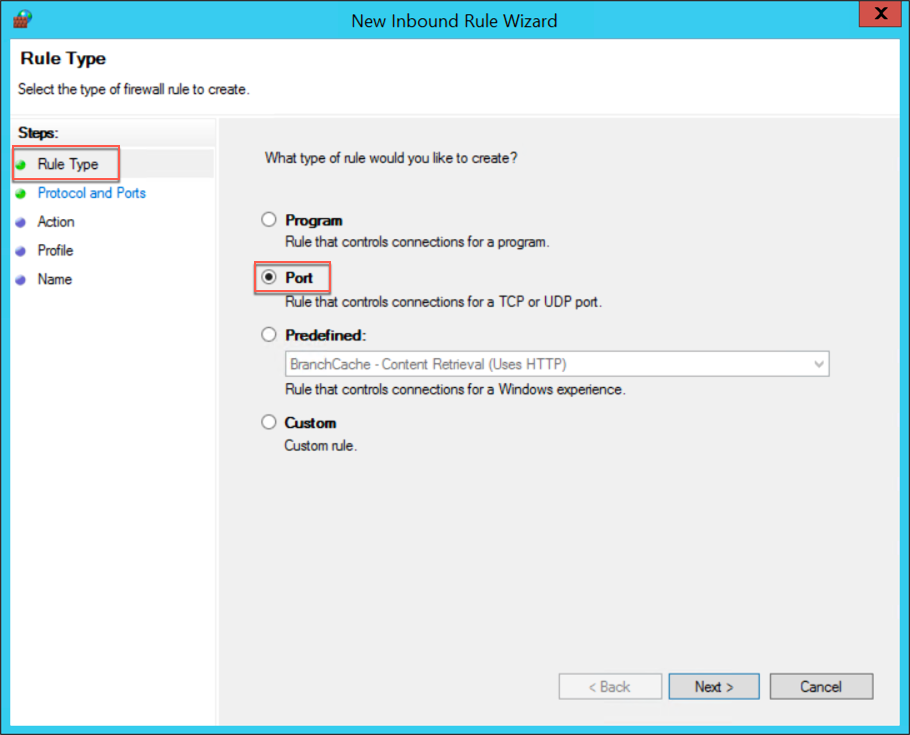 New Inbound Rule Wizard
X
Rule Type
Select the type of firewall rule to create.
Steps:
Rule Type
Protocol and Ports
Action
Profile
Name
What type of rule would you like to create?
Program
Rule that controls connections for a program.
Port
Rule that controls connections for a TCP or UDP port.
Predefined:
BranchCache - Content Retrieval (Uses HTTP)
Rule that controls connections for a Windows experience.
Custom
Custom rule.
< Back
Next >
Cancel